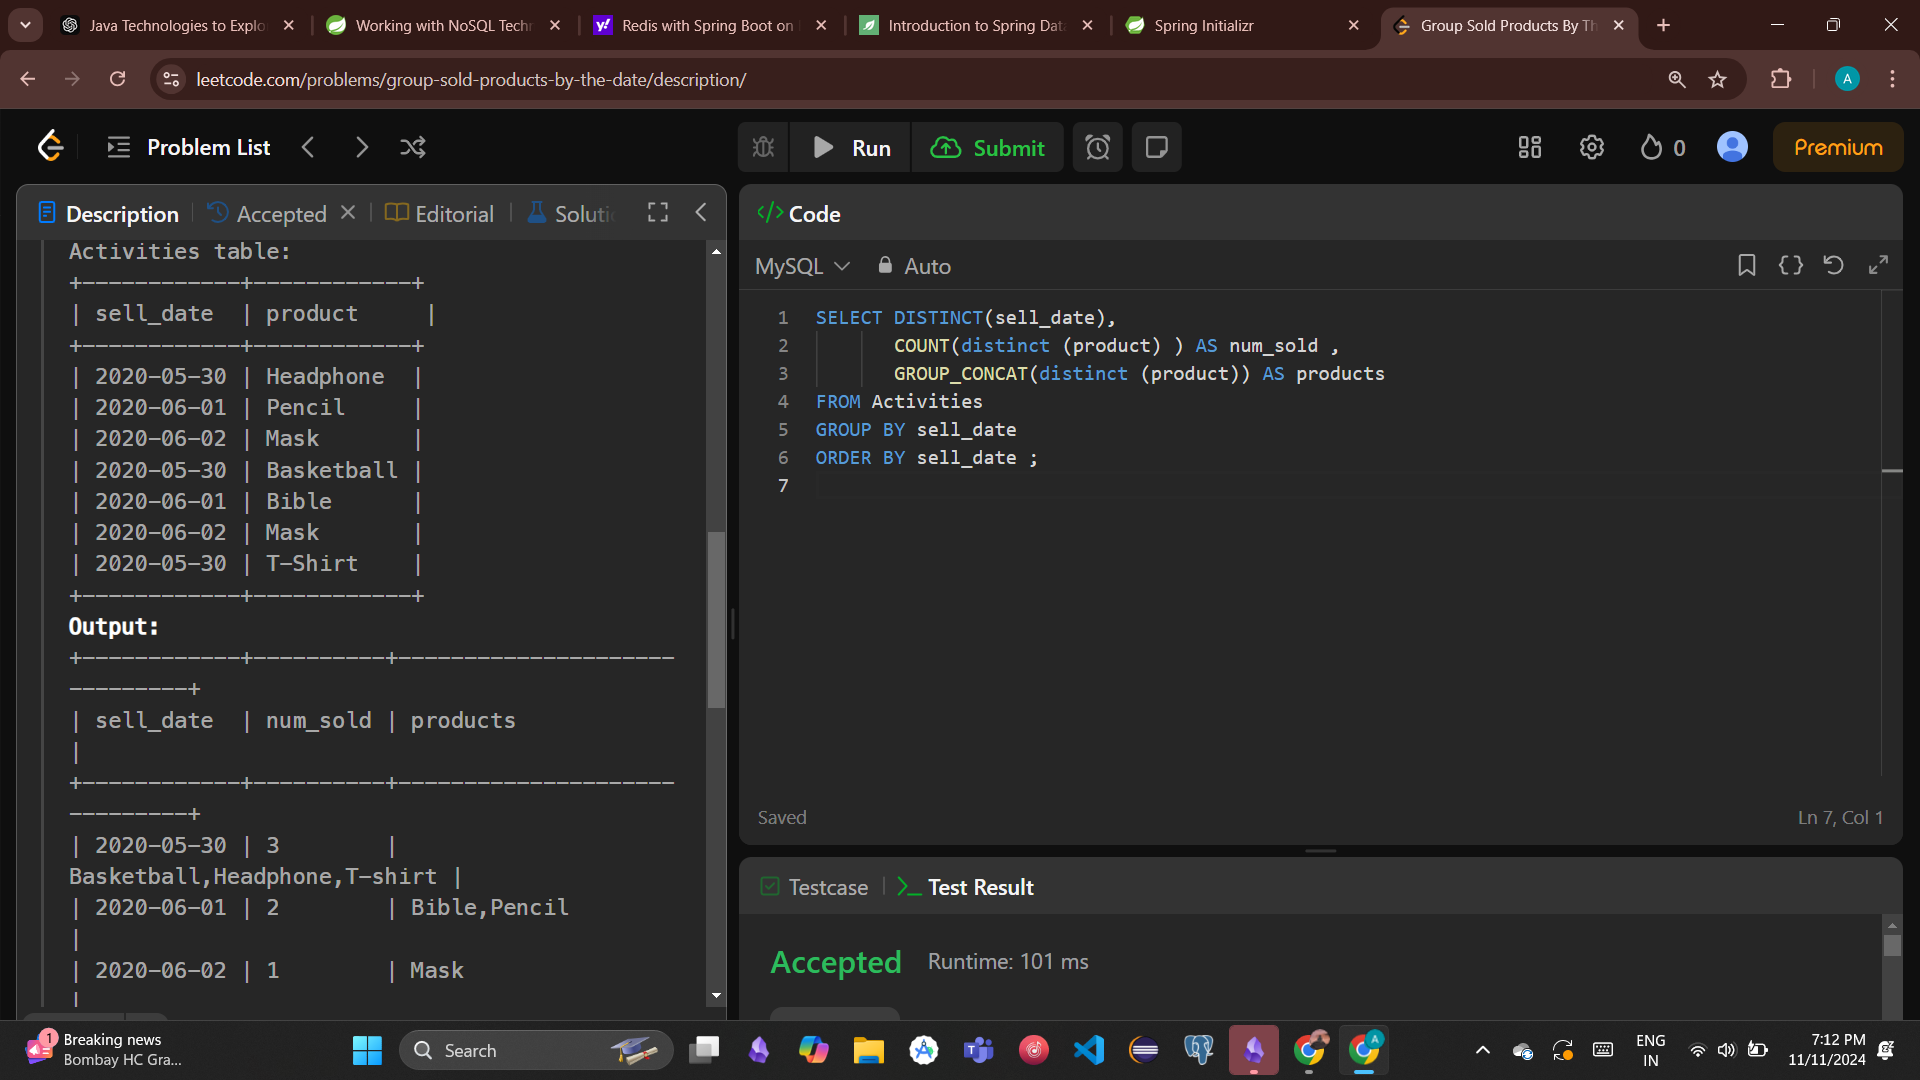 Java Technologies to Explo
Working with NoSQL Techn
Redis with Spring Boot on
Introduction to Spring Data
Spring Initializr
Group Sold Products By Th
leetcode.com/problems/group-sold-products-by-the-date/description/
A
Problem List
Run
Submit
0
Premium
Description
Accepted
Editorial
Solutio
Activities table:
+------------+------------+
| sell_date  | product     |
+------------+------------+
| 2020-05-30 | Headphone  |
| 2020-06-01 | Pencil     |
| 2020-06-02 | Mask       |
| 2020-05-30 | Basketball |
| 2020-06-01 | Bible      |
| 2020-06-02 | Mask       |
| 2020-05-30 | T-Shirt    |
+------------+------------+
Output:
+------------+----------+---------------------
---------+
| sell_date  | num_sold | products
|
+------------+----------+---------------------
---------+
| 2020-05-30 | 3        |
Basketball,Headphone,T-shirt |
| 2020-06-01 | 2        | Bible,Pencil
|
| 2020-06-02 | 1        | Mask
|
</> Code
MySQL
Auto
1 SELECT DISTINCT(sell_date),
2 COUNT(distinct (product) ) AS num_sold ,
3 GROUP_CONCAT(distinct (product)) AS products
4 FROM Activities
5 GROUP BY sell_date
6 ORDER BY sell_date ;
7
Saved
Ln 7, Col 1
Testcase
Test Result
Accepted
Runtime: 101 ms
1
Breaking news
Bombay HC Gra...
Search
A
ENG
IN
7:12 PM
11/11/2024